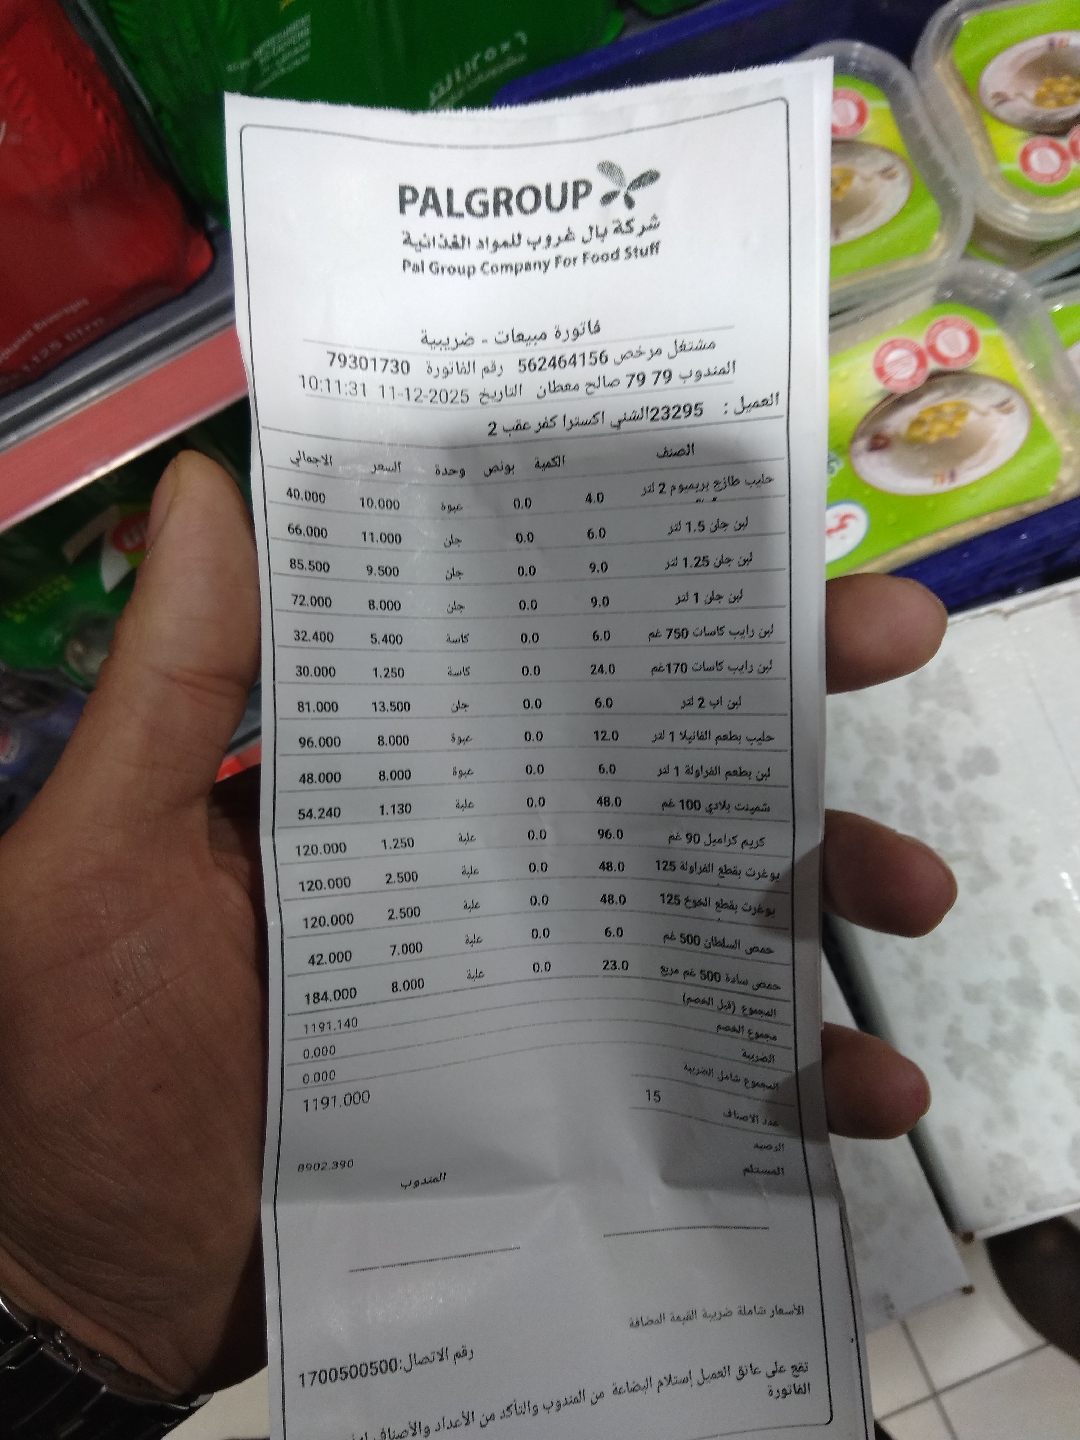 PALGROUP
شركة بال غروب للمواد الغذائية
Pal Group Company For Food Stuff
فاتورة مبيعات - ضريبية
مشتغل مرخص 562464156 رقم الفاتورة 79301730
المندوب 79 79 صالح معطان التاريخ 11-12-2025 10:11:31
العميل : 23295الشني اكسترا كفر عقب 2
الصنف الكمية بونص وحدة السعر الاجمالي
حليب طازج بريميوم 2 لتر 4.0 0.0 عبوة 10.000 40.000
لبن جلن 1.5 لتر 6.0 0.0 جلن 11.000 66.000
لبن جلن 1.25 لتر 9.0 0.0 جلن 9.500 85.500
لبن جلن 1 لتر 9.0 0.0 جلن 8.000 72.000
لبن رايب كاسات 750 غم 6.0 0.0 كاسة 5.400 32.400
لبن رايب كاسات 170غم 24.0 0.0 كاسة 1.250 30.000
لبن اب 2 لتر 6.0 0.0 جلن 13.500 81.000
حليب بطعم الفانيلا 1 لتر 12.0 0.0 عبوة 8.000 96.000
لبن بطعم الفراولة 1 لتر 6.0 0.0 عبوة 8.000 48.000
شمينت بلادي 100 غم 48.0 0.0 علبة 1.130 54.240
كريم كراميل 90 غم 96.0 0.0 علبة 1.250 120.000
يوغرت بقطع الفراولة 125 48.0 0.0 علبة 2.500 120.000
يوغرت بقطع الخوخ 125 48.0 0.0 علبة 2.500 120.000
حمص السلطان 500 غم 6.0 0.0 علبة 7.000 42.000
حمص سادة 500 غم مربع 23.0 0.0 علبة 8.000 184.000
المجموع (قبل الخصم) 1191.140
مجموع الخصم 0.000
الضريبة 0.000
المجموع شامل الضريبة 1191.000
عدد الاصناف 15
الرصيد 8902.390
المستلم المندوب
الأسعار شاملة ضريبة القيمة المضافة
رقم الاتصال:1700500500
تقع على عاتق العميل إستلام البضاعة من المندوب والتأكد من الأعداد والأصناف
الفاتورة